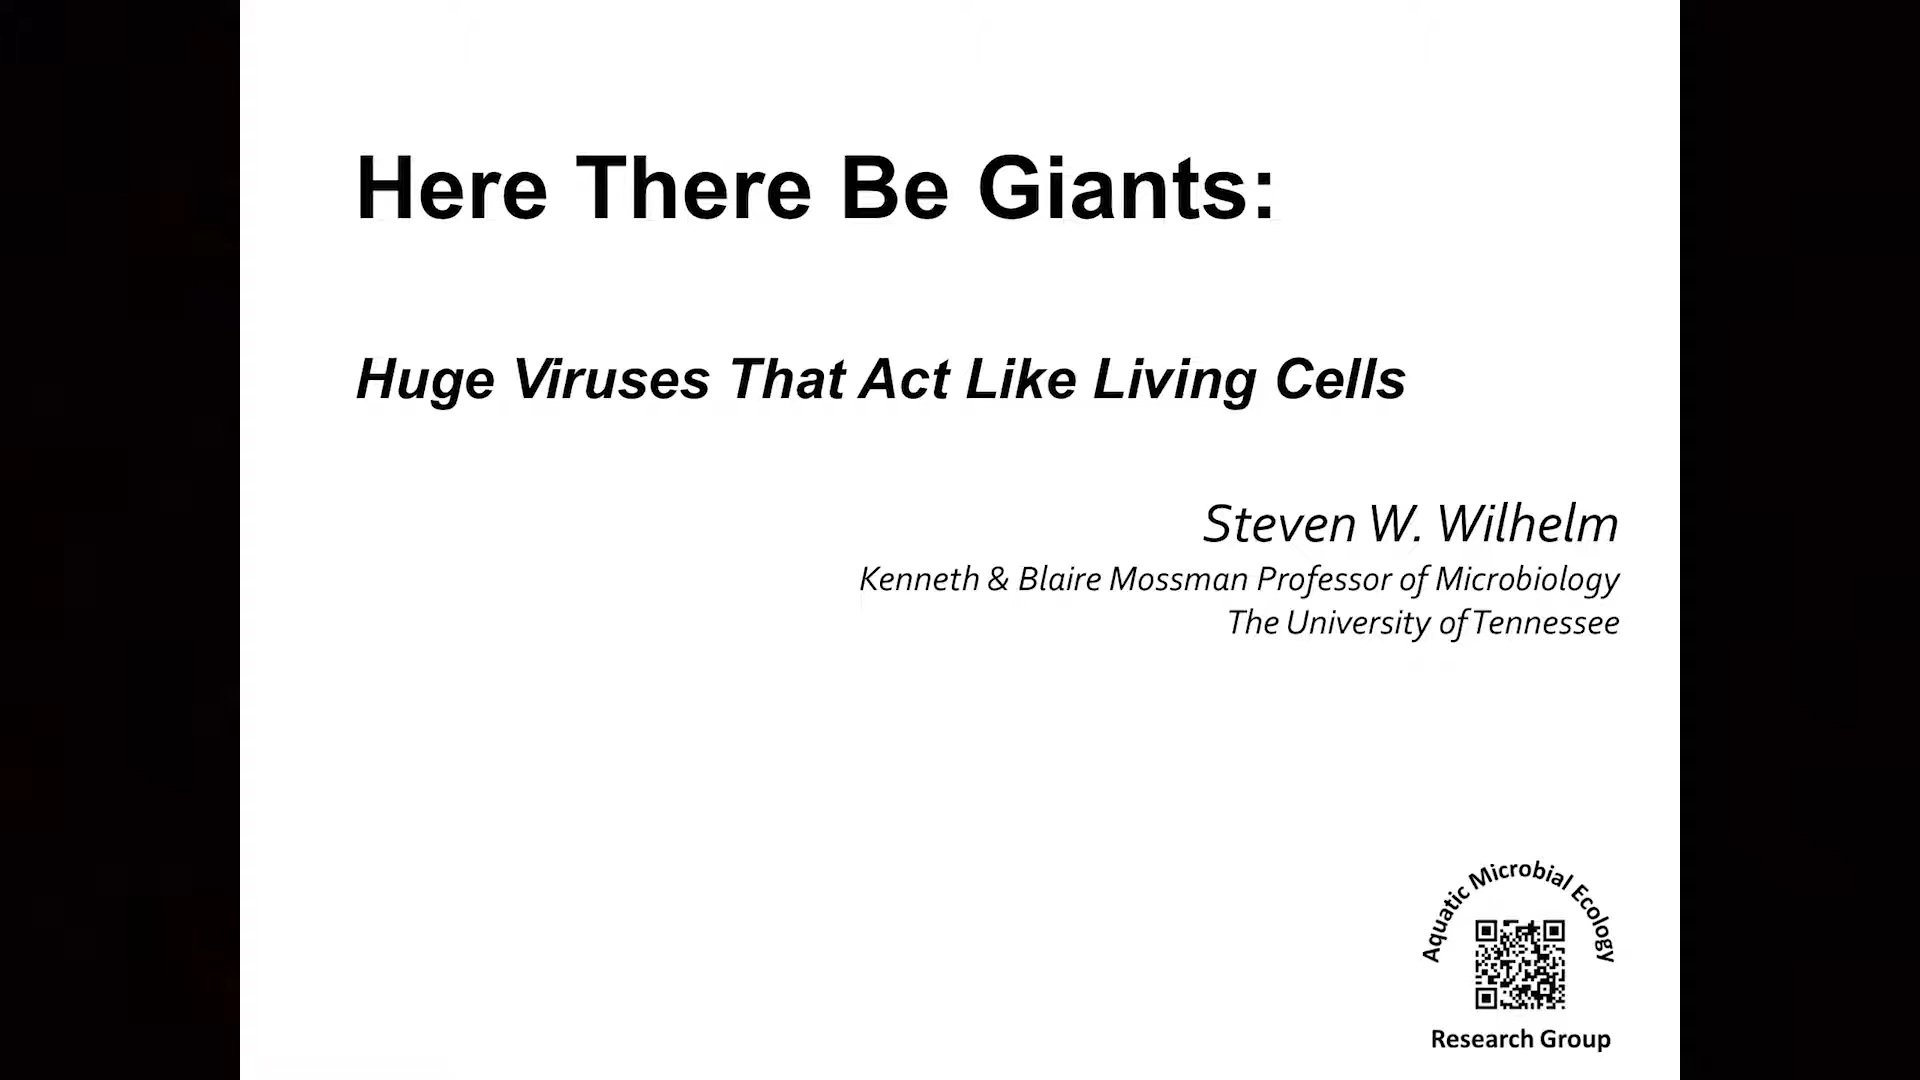 Here There Be Giants:
Huge Viruses That Act Like Living Cells
Steven W. Wilhelm
Kenneth & Blaire Mossman Professor of Microbiology
The University of Tennessee
Aquatic Microbial Ecology
Research Group